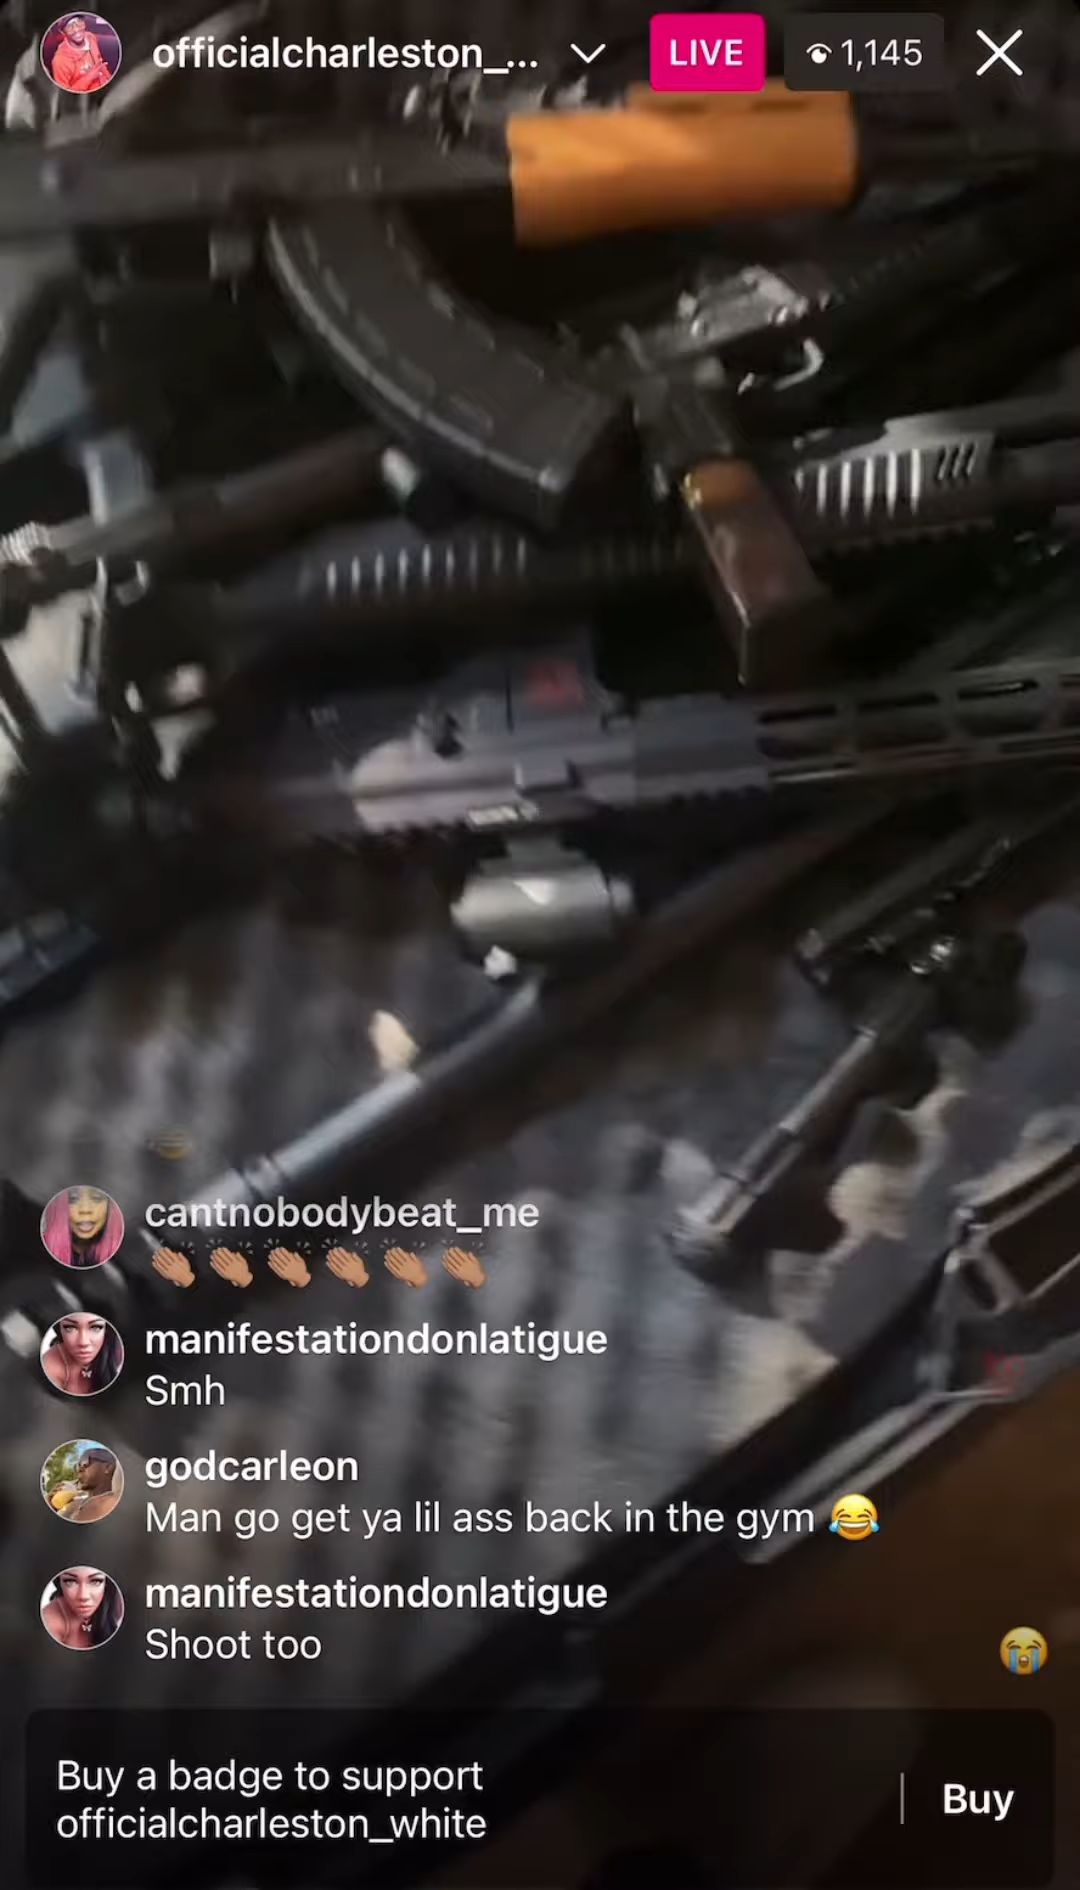 officialcharleston_...
LIVE
1,145
cantnobodybeat_me
👏🏽👏🏽👏🏽👏🏽👏🏽👏🏽
manifestationdonlatigue
Smh
godcarleon
Man go get ya lil ass back in the gym 😂
manifestationdonlatigue
Shoot too
Buy a badge to support
officialcharleston_white
Buy